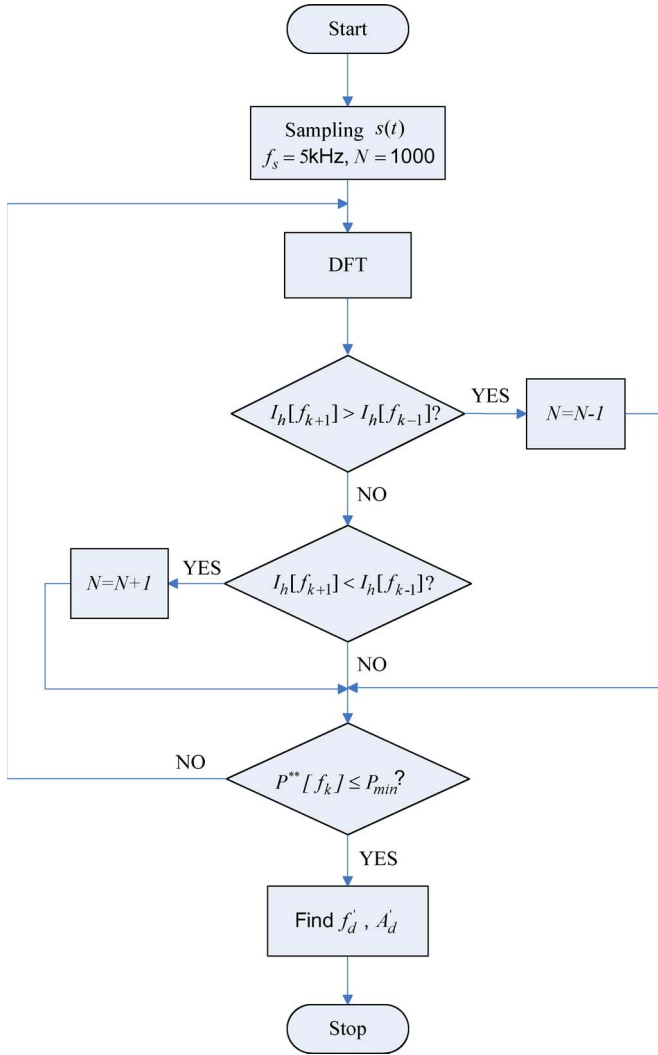 Start
Sampling s(t)
f_s = 5kHz, N = 1000
DFT
I_h[f_{k+1}] > I_h[f_{k−1}]?
YES
N=N-1
NO
I_h[f_{k+1}] < I_h[f_{k-1}]?
YES
N=N+1
NO
P^{**}[f_k] ≤ P_{min}?
NO
YES
Find f_d^', A_d^'
Stop